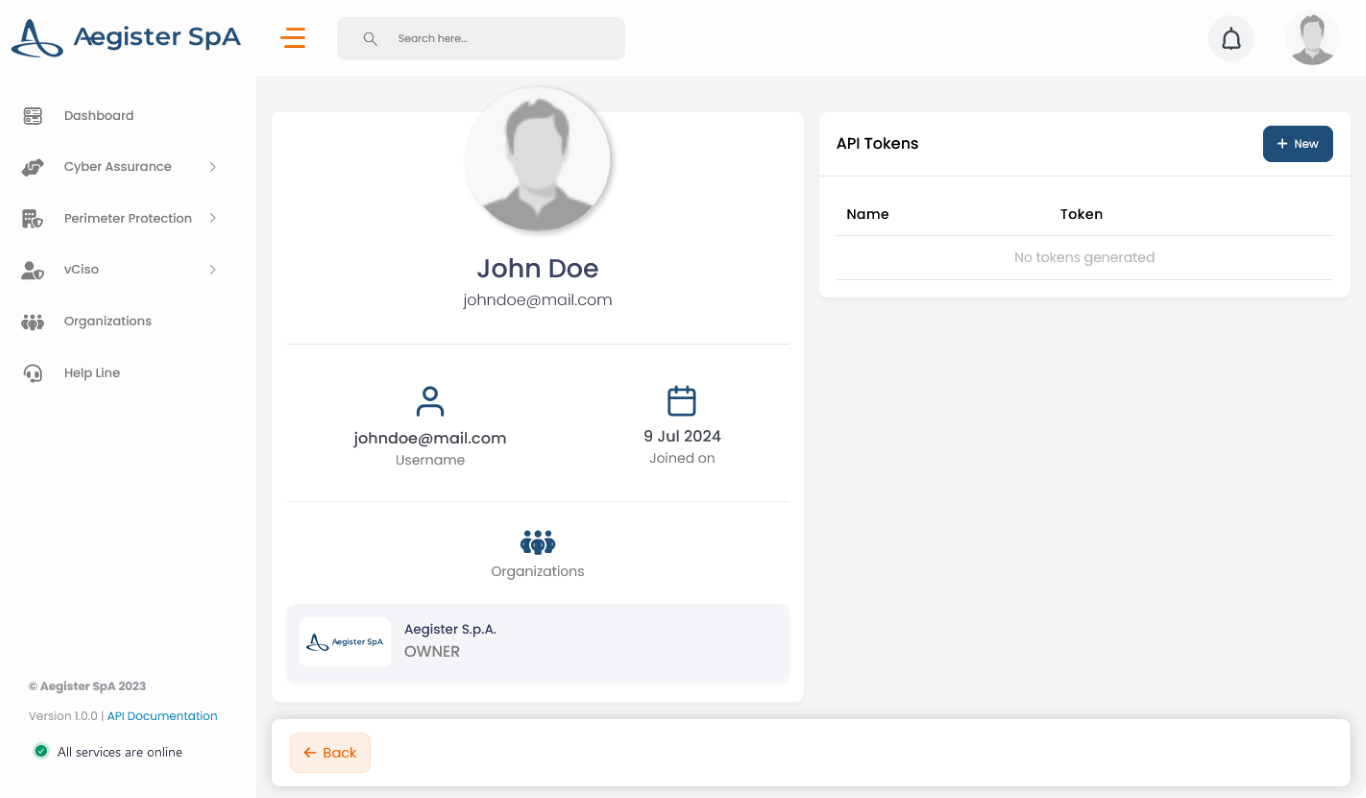 Aegister SpA
Search here...
Dashboard
Cyber Assurance
Perimeter Protection
vCiso
Organizations
Help Line
© Aegister SpA 2023
Version 1.0.0 | API Documentation
All services are online
John Doe
johndoe@mail.com
johndoe@mail.com
Username
9 Jul 2024
Joined on
Organizations
Aegister SpA
Aegister S.p.A.
OWNER
API Tokens
+ New
Name Token
No tokens generated
← Back